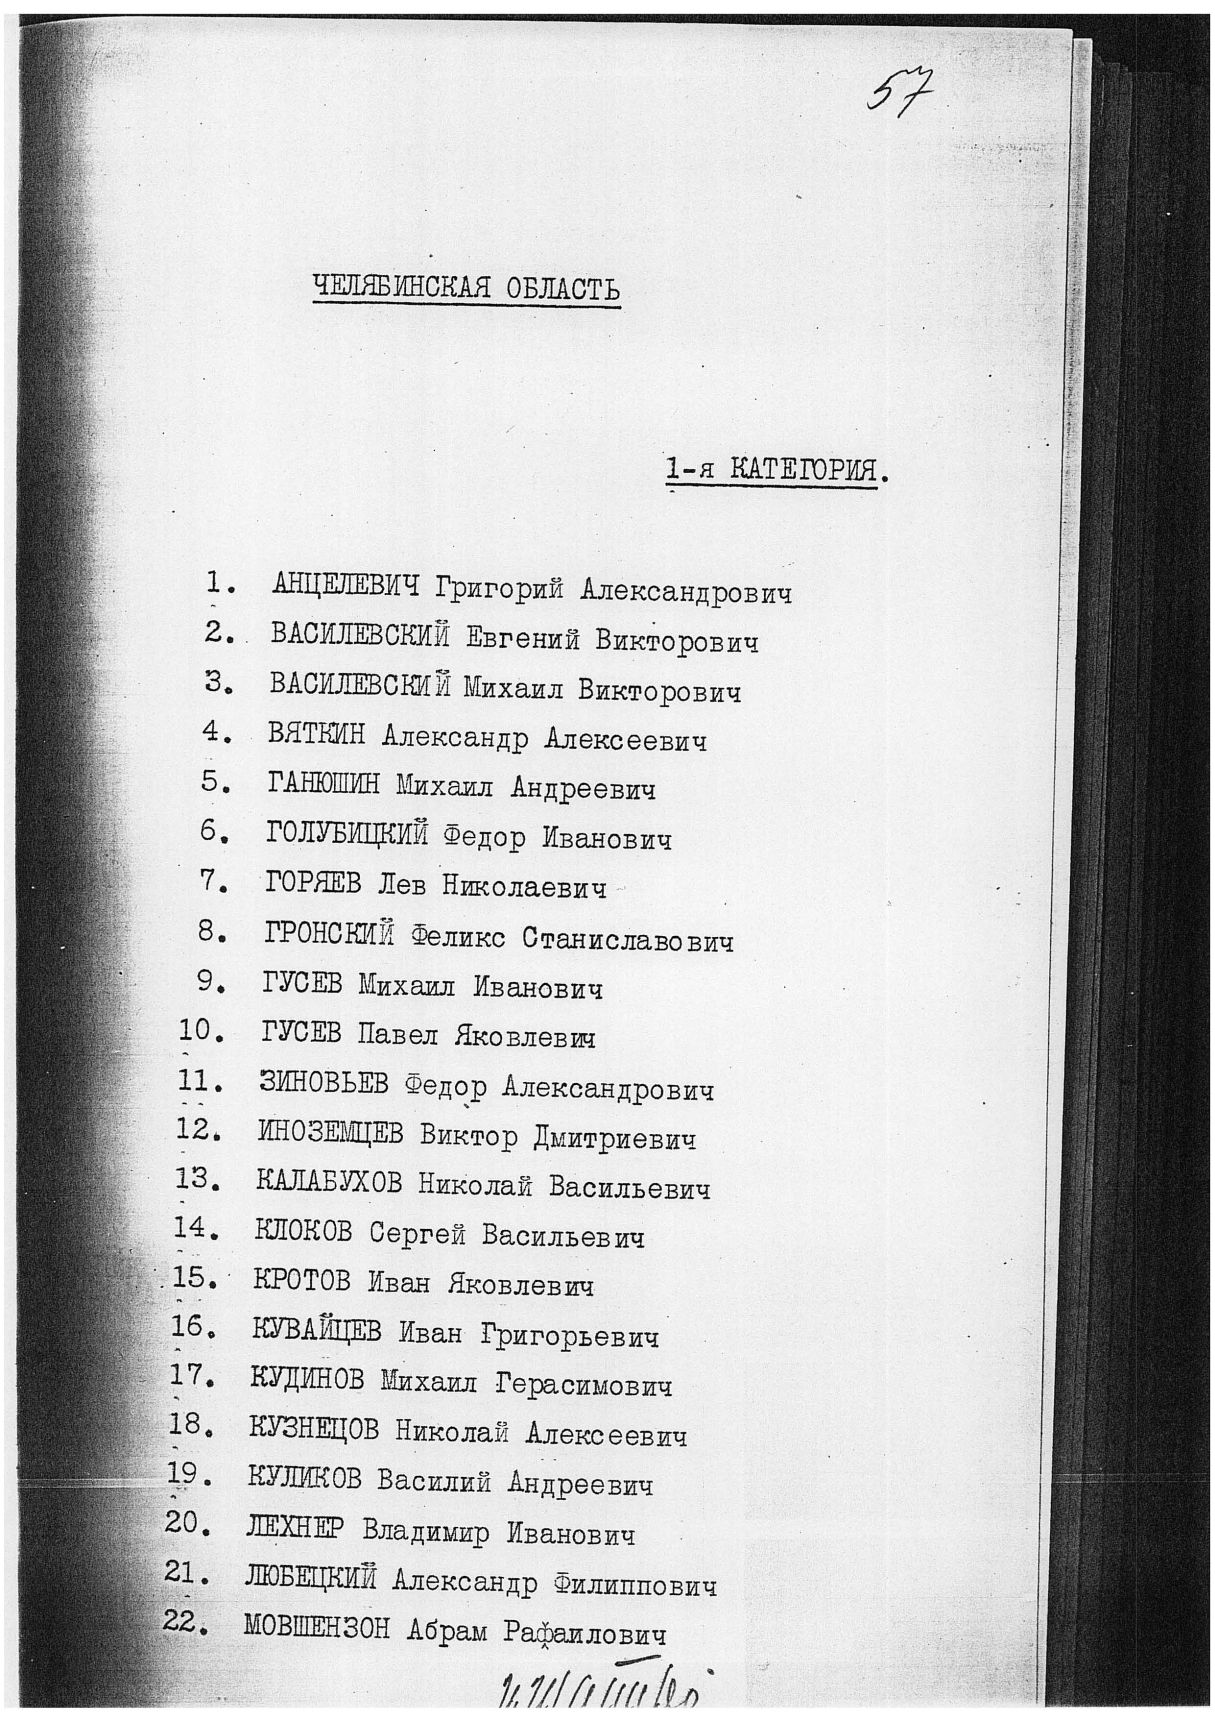 57
ЧЕЛЯБИНСКАЯ ОБЛАСТЬ
1-я КАТЕГОРИЯ.
1. АНЦЕЛЕВИЧ Григорий Александрович
2. ВАСИЛЕВСКИЙ Евгений Викторович
3. ВАСИЛЕВСКИЙ Михаил Викторович
4. ВЯТКИН Александр Алексеевич
5. ГАНЮШИН Михаил Андреевич
6. ГОЛУБИЦКИЙ Федор Иванович
7. ГОРЯЕВ Лев Николаевич
8. ГРОНСКИЙ Феликс Станиславович
9. ГУСЕВ Михаил Иванович
10. ГУСЕВ Павел Яковлевич
11. ЗИНОВЬЕВ Федор Александрович
12. ИНОЗЕМЦЕВ Виктор Дмитриевич
13. КАЛАБУХОВ Николай Васильевич
14. КЛОКОВ Сергей Васильевич
15. КРОТОВ Иван Яковлевич
16. КУВАЙЦЕВ Иван Григорьевич
17. КУДИНОВ Михаил Герасимович
18. КУЗНЕЦОВ Николай Алексеевич
19. КУЛИКОВ Василий Андреевич
20. ЛЕХНЕР Владимир Иванович
21. ЛЮБЕЦКИЙ Александр Филиппович
22. МОВШЕНЗОН Абрам Рафаилович